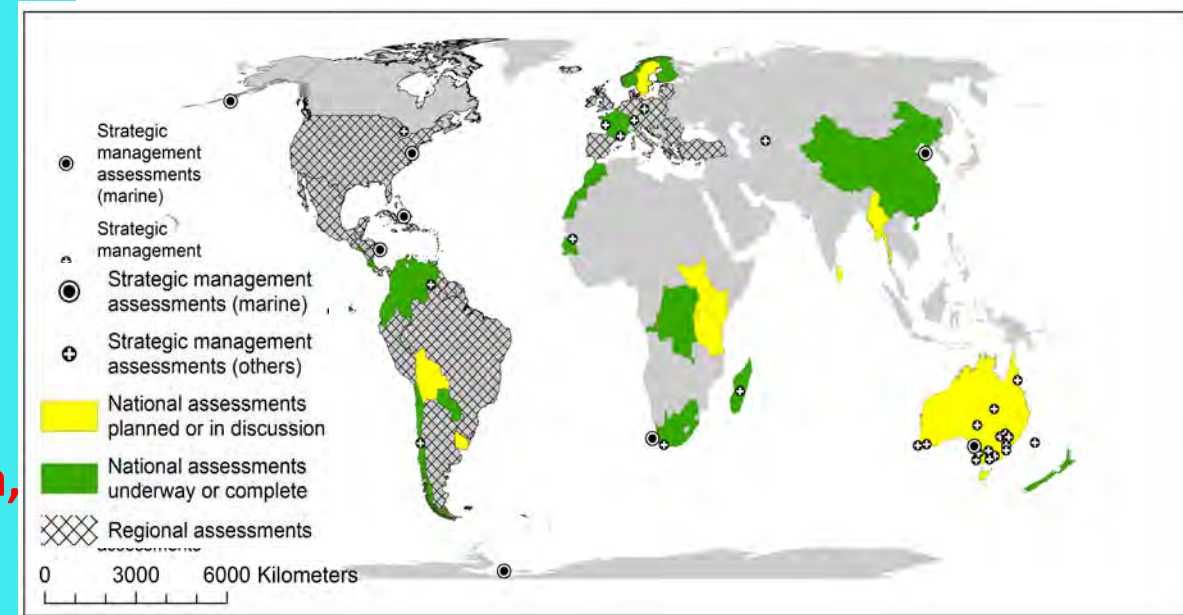 Strategic
management
assessments
(marine)
Strategic
management
Strategic management
assessments (marine)
Strategic management
assessments (others)
National assessments
planned or in discussion
National assessments
underway or complete
Regional assessments
0 3000 6000 Kilometers